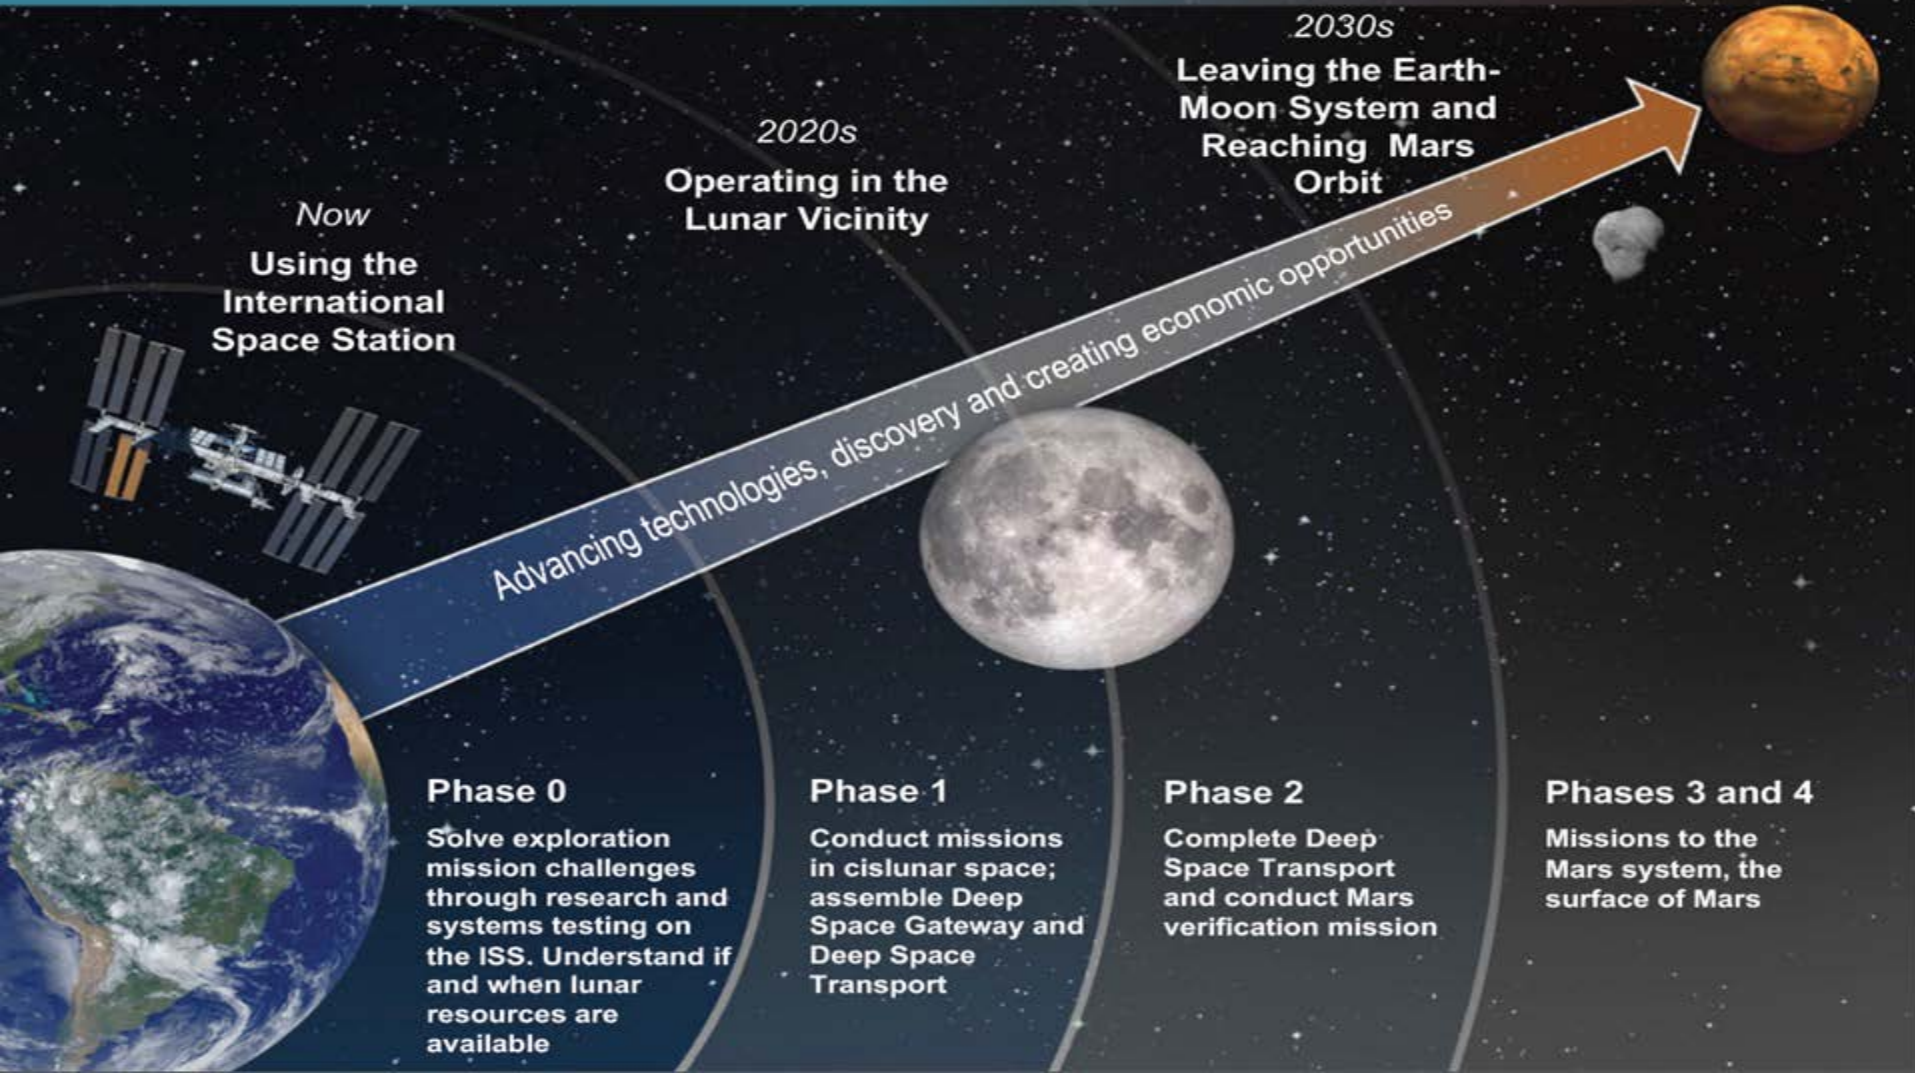 Now
Using the
International
Space Station
2020s
Operating in the
Lunar Vicinity
2030s
Leaving the Earth-
Moon System and
Reaching Mars
Orbit
Advancing technologies, discovery and creating economic opportunities
Phase 0
Solve exploration
mission challenges
through research and
systems testing on
the ISS. Understand if
and when lunar
resources are
available
Phase 1
Conduct missions
in cislunar space;
assemble Deep
Space Gateway and
Deep Space
Transport
Phase 2
Complete Deep
Space Transport
and conduct Mars
verification mission
Phases 3 and 4
Missions to the
Mars system, the
surface of Mars